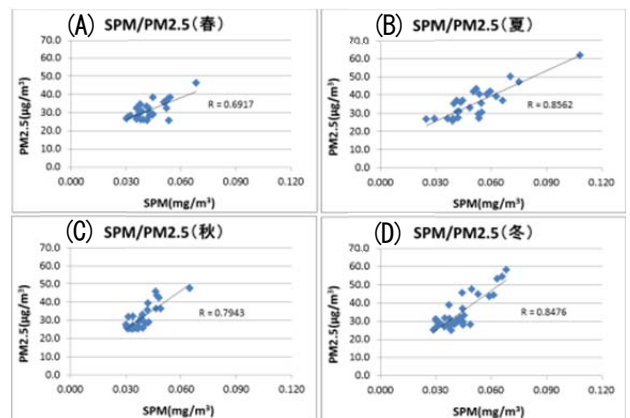 (A) SPM/PM2.5(春)
70.0
60.0
50.0
40.0
30.0
20.0
10.0
0.0
PM2.5(μg/m³)
R = 0.6917
0.000 0.030 0.060 0.090 0.120
SPM(mg/m³)
(B) SPM/PM2.5(夏)
70.0
60.0
50.0
40.0
30.0
20.0
10.0
0.0
PM2.5(μg/m³)
R = 0.8562
0.000 0.030 0.060 0.090 0.120
SPM(mg/m³)
(C) SPM/PM2.5(秋)
70.0
60.0
50.0
40.0
30.0
20.0
10.0
0.0
PM2.5(μg/m³)
R = 0.7943
0.000 0.030 0.060 0.090 0.120
SPM(mg/m³)
(D) SPM/PM2.5(冬)
70.0
60.0
50.0
40.0
30.0
20.0
10.0
0.0
PM2.5(μg/m³)
R = 0.8476
0.000 0.030 0.060 0.090 0.120
SPM(mg/m³)